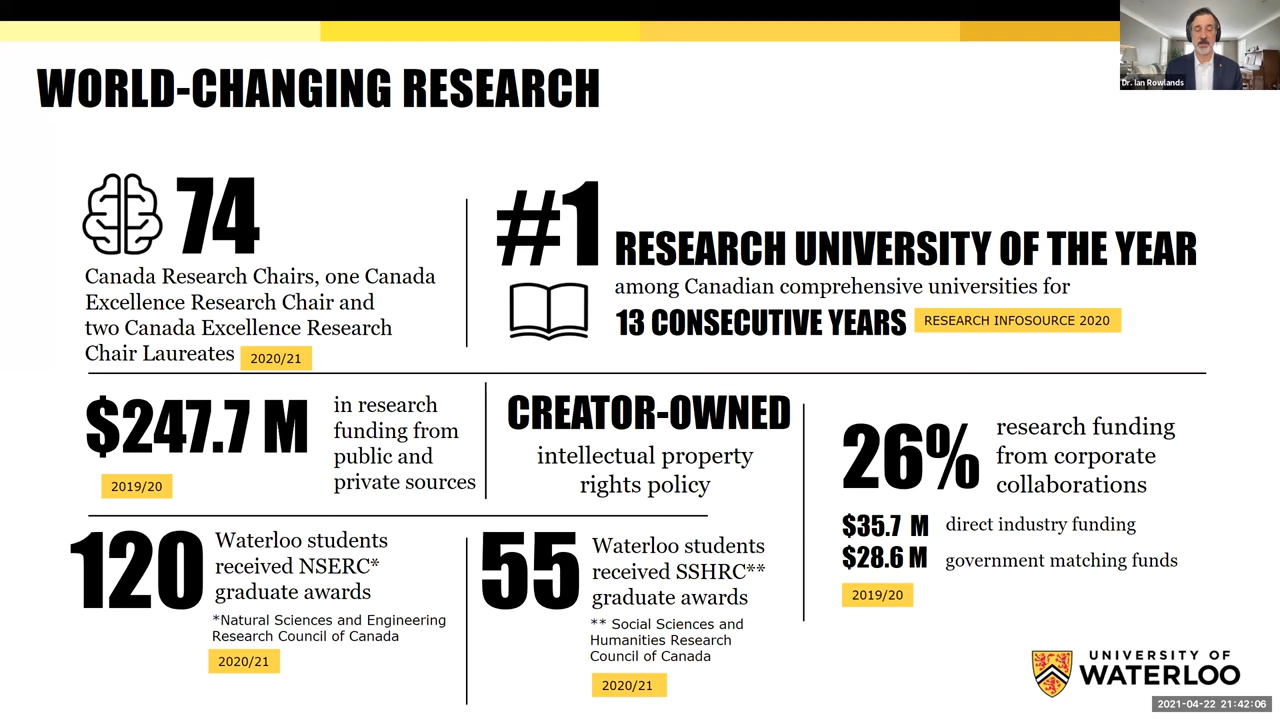 Dr. Ian Rowlands
WORLD-CHANGING RESEARCH
74
Canada Research Chairs, one Canada
Excellence Research Chair and
two Canada Excellence Research
Chair Laureates 2020/21
#1 RESEARCH UNIVERSITY OF THE YEAR
among Canadian comprehensive universities for
13 CONSECUTIVE YEARS RESEARCH INFOSOURCE 2020
$247.7 M
2019/20
in research
funding from
public and
private sources
CREATOR-OWNED
intellectual property
rights policy
26%
research funding
from corporate
collaborations
$35.7 M direct industry funding
$28.6 M government matching funds
2019/20
120
Waterloo students
received NSERC*
graduate awards
*Natural Sciences and Engineering
Research Council of Canada
2020/21
55
Waterloo students
received SSHRC**
graduate awards
** Social Sciences and
Humanities Research
Council of Canada
2020/21
UNIVERSITY OF
WATERLOO
2021-04-22 21:42:06